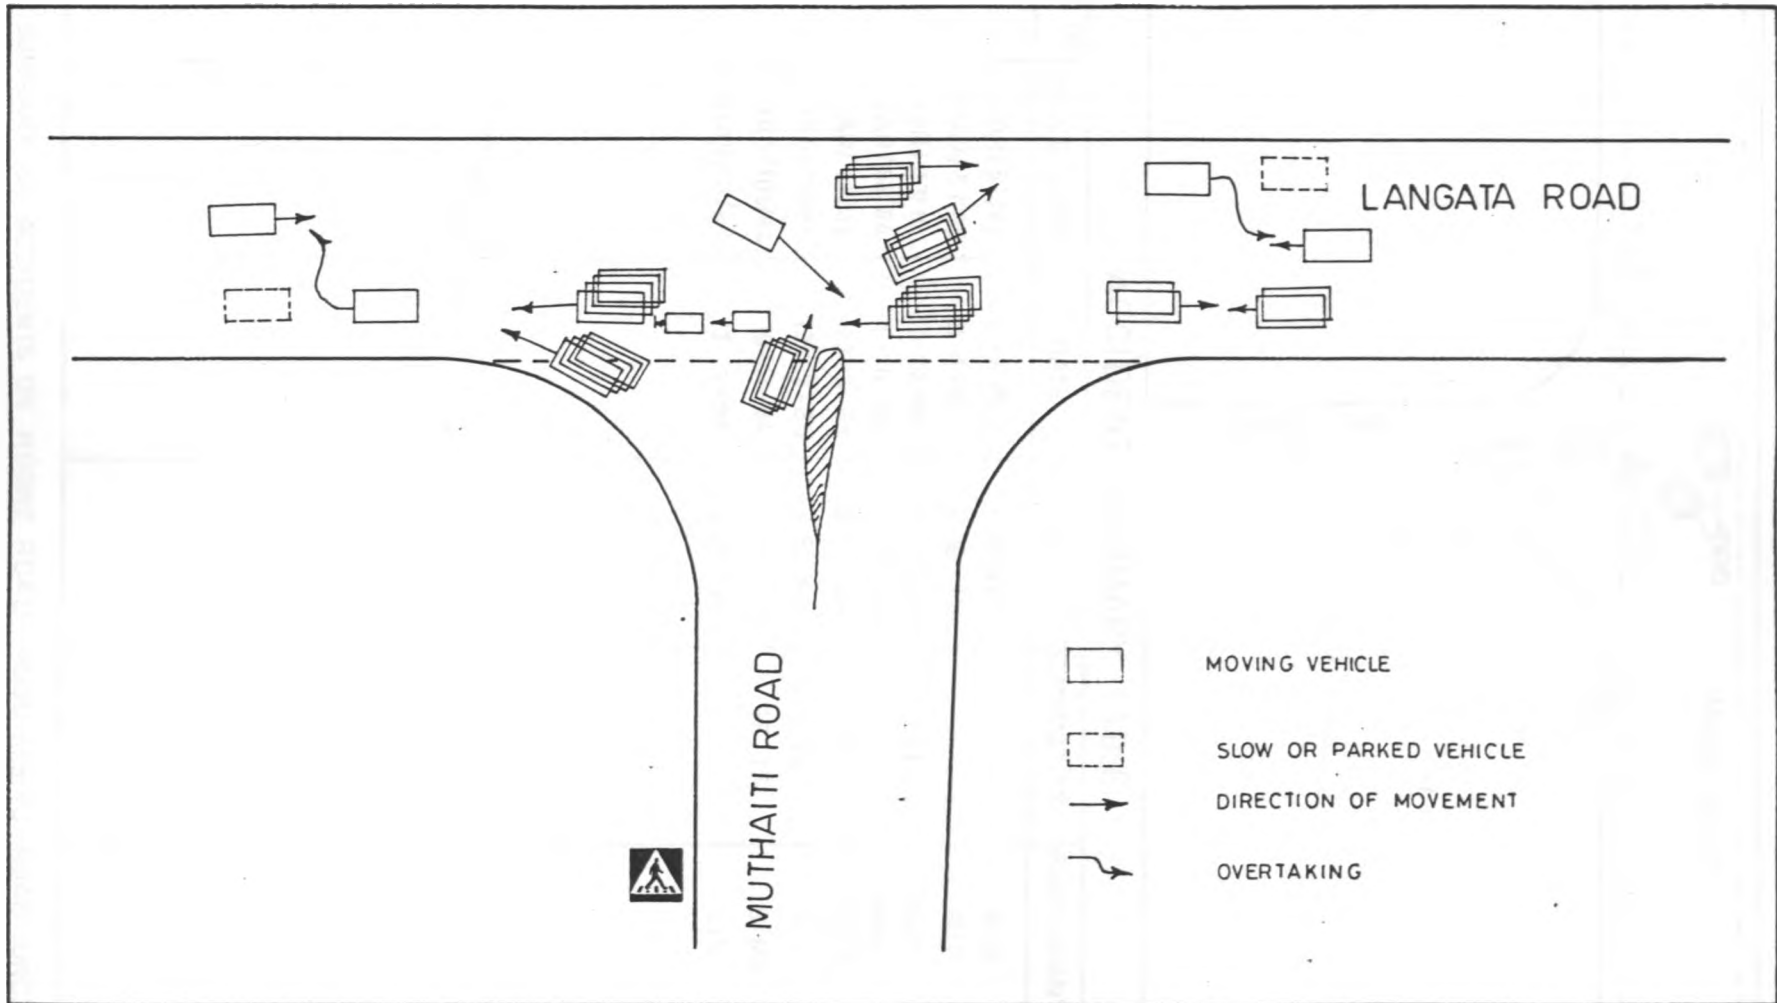 LANGATA ROAD
MUTHAITI ROAD
MOVING VEHICLE
SLOW OR PARKED VEHICLE
DIRECTION OF MOVEMENT
OVERTAKING